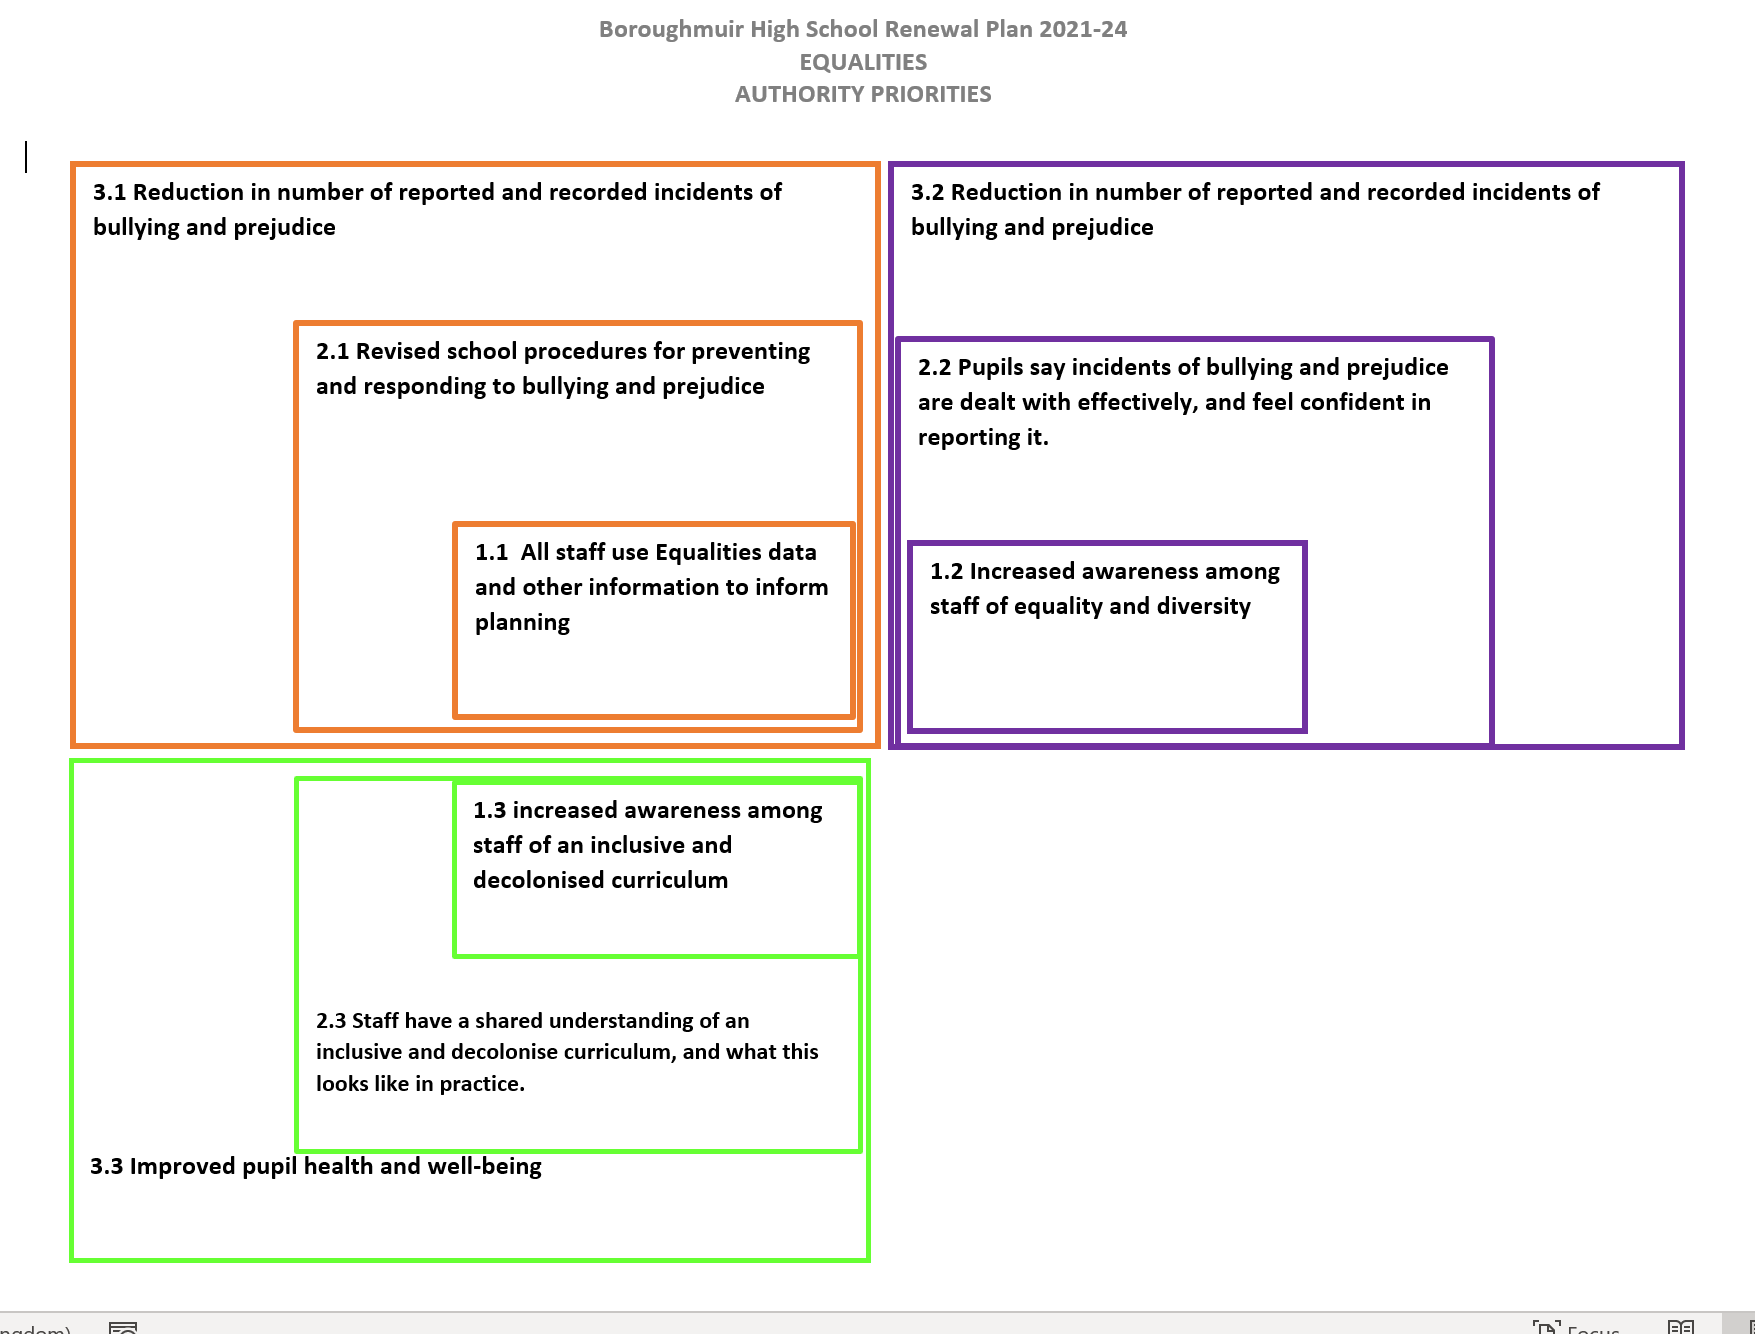 Boroughmuir High School Renewal Plan 2021-24
EQUALITIES
AUTHORITY PRIORITIES
3.1 Reduction in number of reported and recorded incidents of
bullying and prejudice
2.1 Revised school procedures for preventing
and responding to bullying and prejudice
1.1  All staff use Equalities data
and other information to inform
planning
3.2 Reduction in number of reported and recorded incidents of
bullying and prejudice
2.2 Pupils say incidents of bullying and prejudice
are dealt with effectively, and feel confident in
reporting it.
1.2 Increased awareness among
staff of equality and diversity
1.3 increased awareness among
staff of an inclusive and
decolonised curriculum
2.3 Staff have a shared understanding of an
inclusive and decolonise curriculum, and what this
looks like in practice.
3.3 Improved pupil health and well-being
Focus